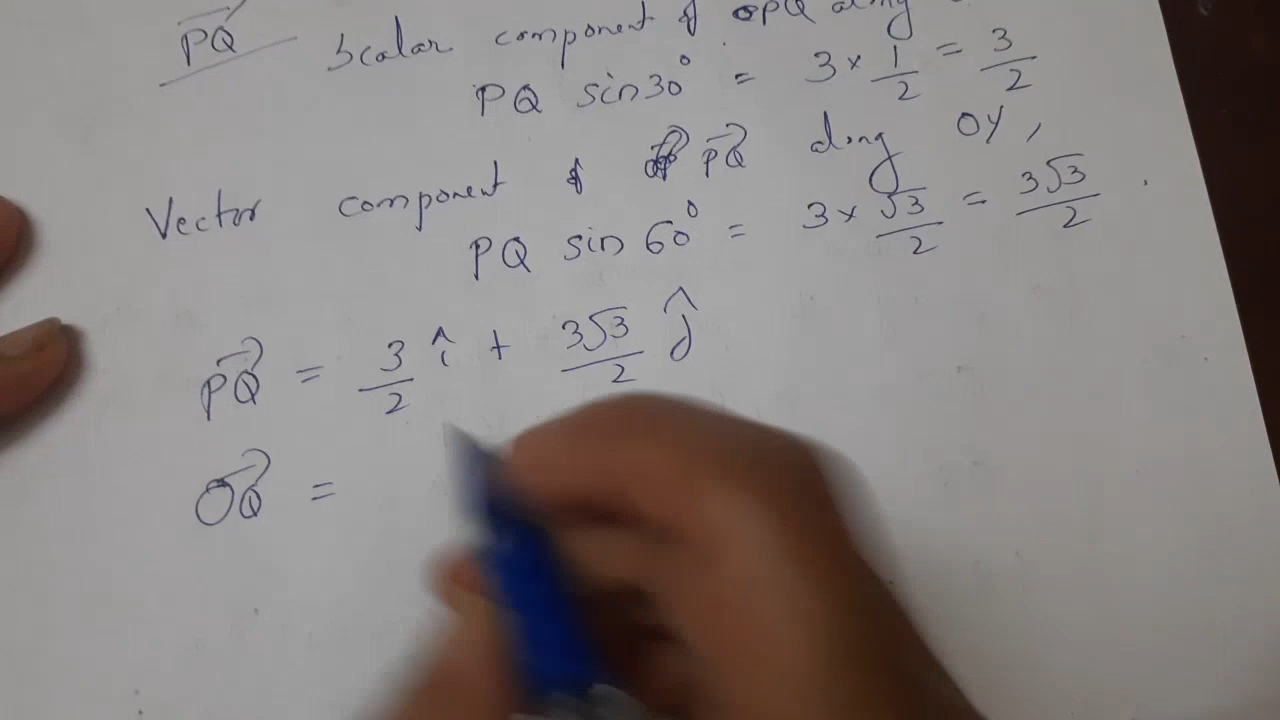 PQ⃗ Scalar component of PQ along
PQ sin30° = 3 × 1/2 = 3/2
Vector component of PQ⃗ along OY,
PQ sin 60° = 3 × √3/2 = 3√3/2 .
PQ⃗ = 3/2 î + 3√3/2 ĵ
OQ⃗ =